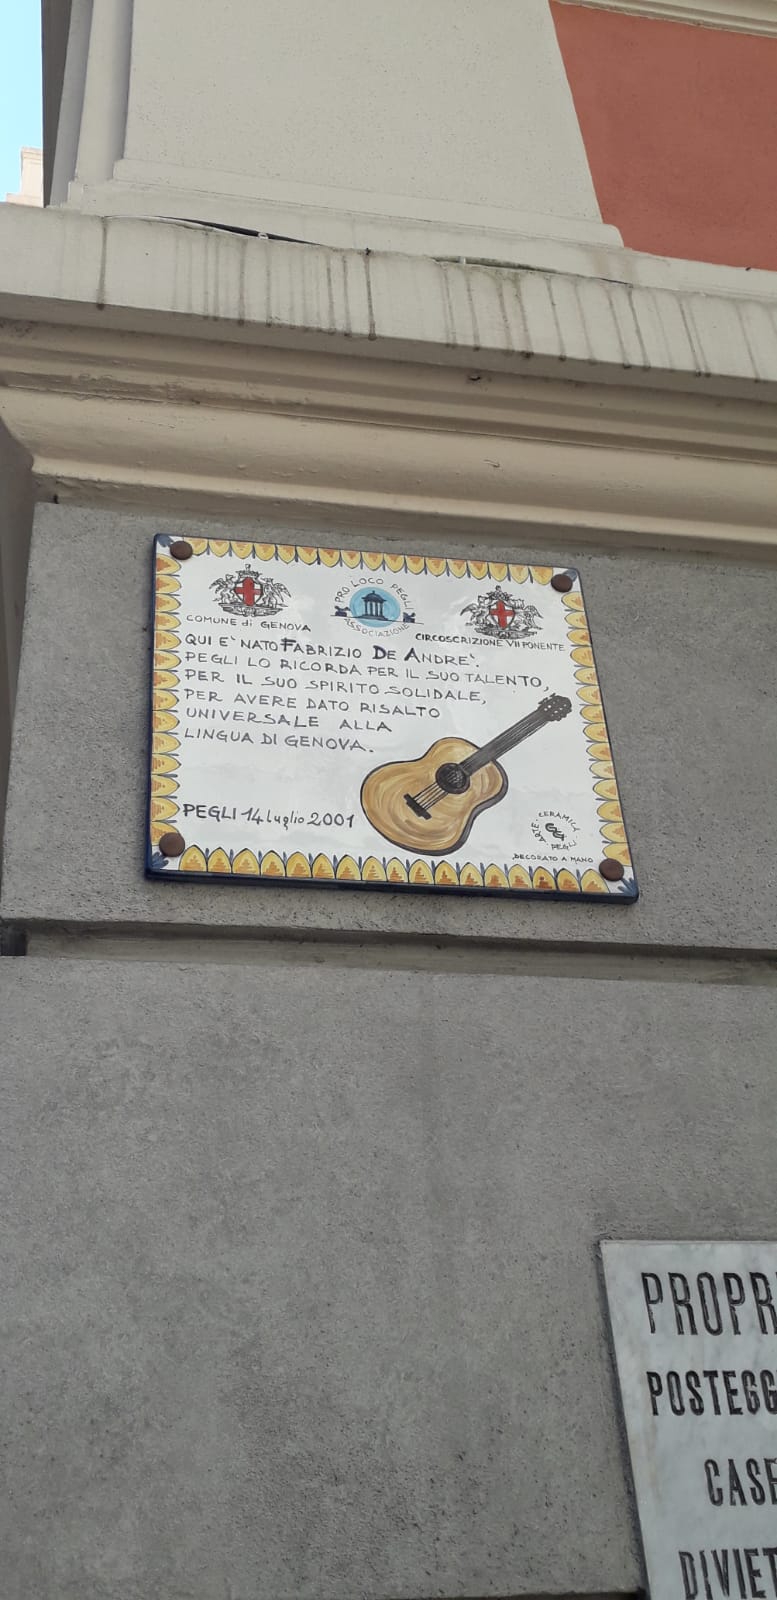 COMUNE di GENOVA
PRO LOCO PEGLI
ASSOCIAZIONE
CIRCOSCRIZIONE VII PONENTE
QUI E' NATO FABRIZIO DE ANDRE'.
PEGLI LO RICORDA PER IL SUO TALENTO,
PER IL SUO SPIRITO SOLIDALE,
PER AVERE DATO RISALTO
UNIVERSALE ALLA
LINGUA DI GENOVA.
PEGLI 14 luglio 2001
ARTE CERAMICA
PEGLI
DECORATO A MANO
PROPR
POSTEGG
CASE
DIVIET